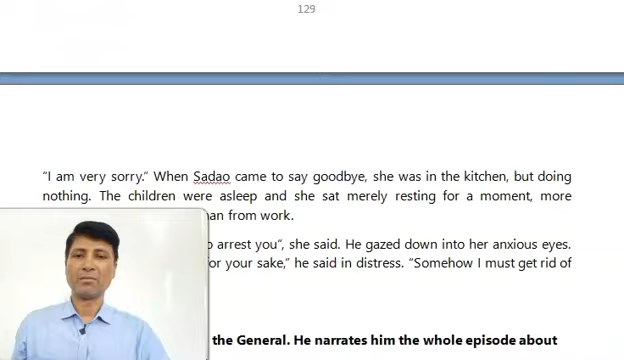 129
“I am very sorry.” When Sadao came to say goodbye, she was in the kitchen, but doing
nothing. The children were asleep and she sat merely resting for a moment, more
an from work.
o arrest you”, she said. He gazed down into her anxious eyes.
for your sake,” he said in distress. “Somehow I must get rid of
the General. He narrates him the whole episode about